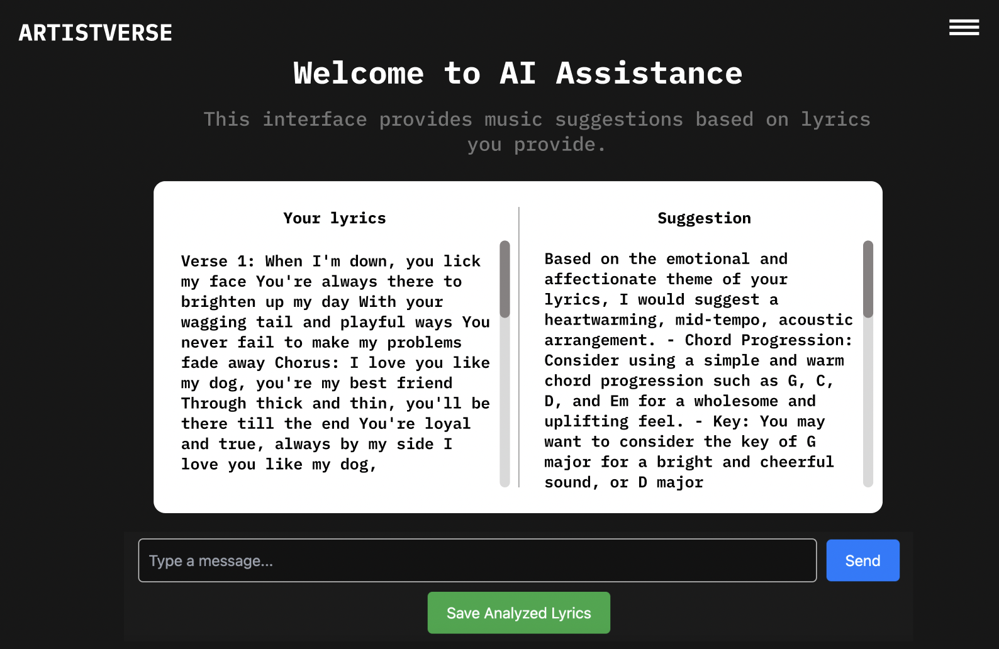 ARTISTVERSE
Welcome to AI Assistance
This interface provides music suggestions based on lyrics
you provide.
Your lyrics
Verse 1: When I'm down, you lick
my face You're always there to
brighten up my day With your
wagging tail and playful ways You
never fail to make my problems
fade away Chorus: I love you like
my dog, you're my best friend
Through thick and thin, you'll be
there till the end You're loyal
and true, always by my side I
love you like my dog,
Suggestion
Based on the emotional and
affectionate theme of your
lyrics, I would suggest a
heartwarming, mid-tempo, acoustic
arrangement. - Chord Progression:
Consider using a simple and warm
chord progression such as G, C,
D, and Em for a wholesome and
uplifting feel. - Key: You may
want to consider the key of G
major for a bright and cheerful
sound, or D major
Type a message...
Send
Save Analyzed Lyrics